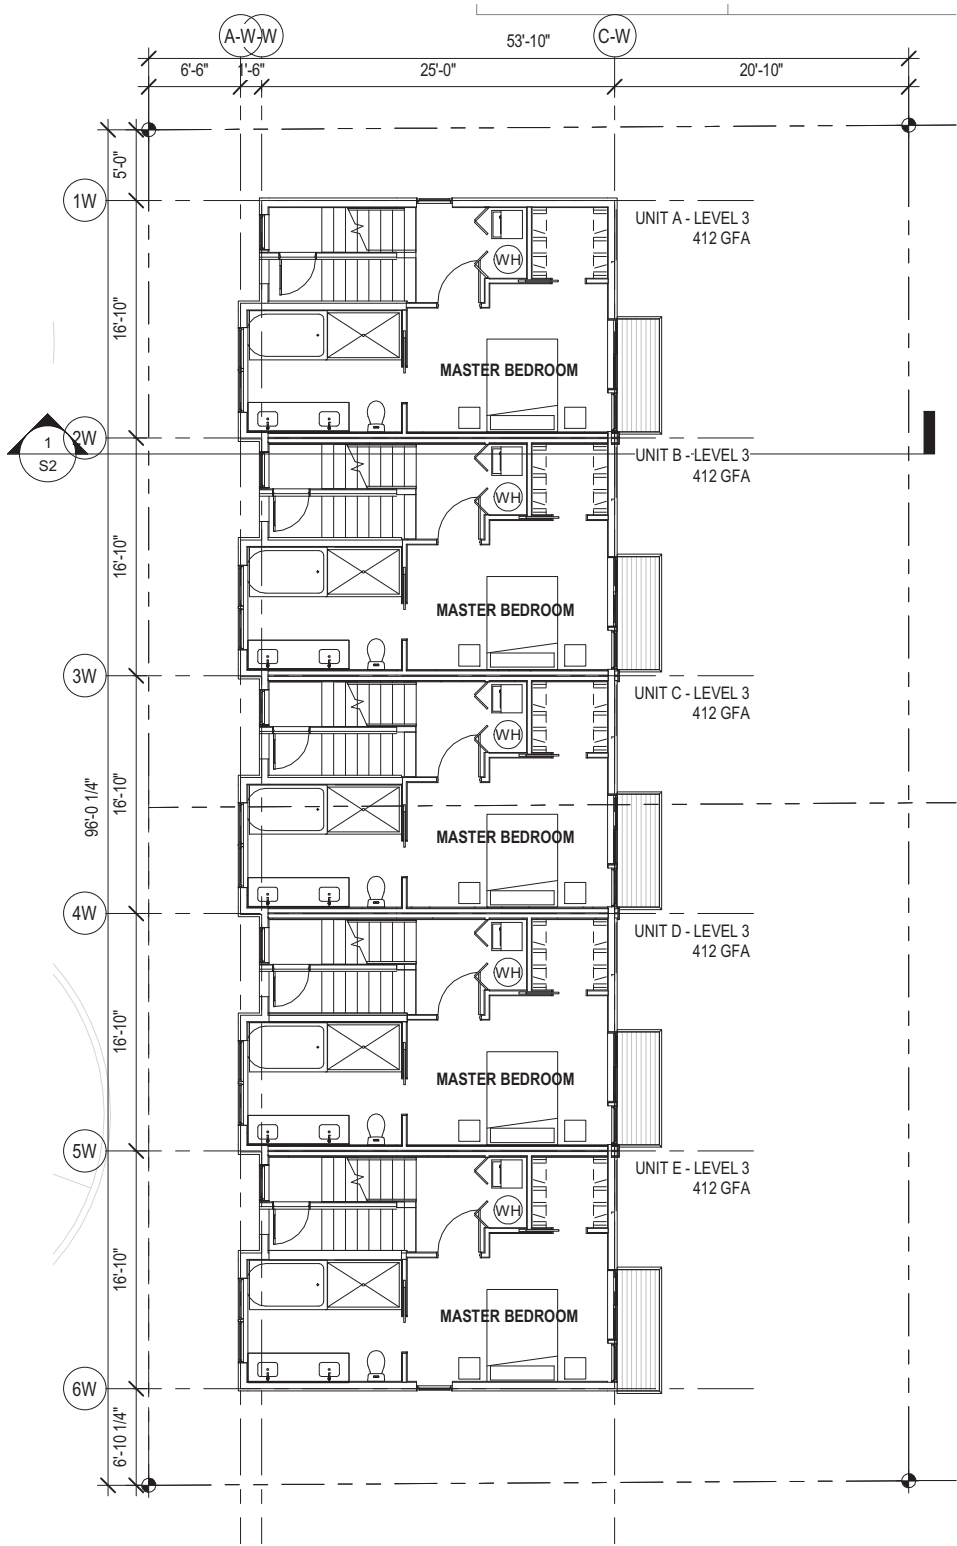 A-W
-W
C-W
53'-10"
6'-6"
1'-6"
25'-0"
20'-10"
5'-0"
1W
UNIT A - LEVEL 3
412 GFA
WH
16'-10"
MASTER BEDROOM
1
S2
2W
UNIT B - LEVEL 3
412 GFA
WH
16'-10"
MASTER BEDROOM
3W
UNIT C - LEVEL 3
412 GFA
WH
96'-0 1/4"
16'-10"
MASTER BEDROOM
4W
UNIT D - LEVEL 3
412 GFA
WH
16'-10"
MASTER BEDROOM
5W
UNIT E - LEVEL 3
412 GFA
WH
16'-10"
MASTER BEDROOM
6W
6'-10 1/4"